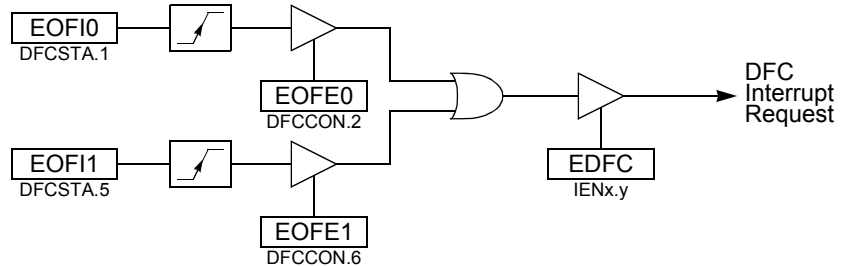 EOFI0
DFCSTA.1
EOFE0
DFCCON.2
DFC
Interrupt
Request
EOFI1
DFCSTA.5
EDFC
IENx.y
EOFE1
DFCCON.6